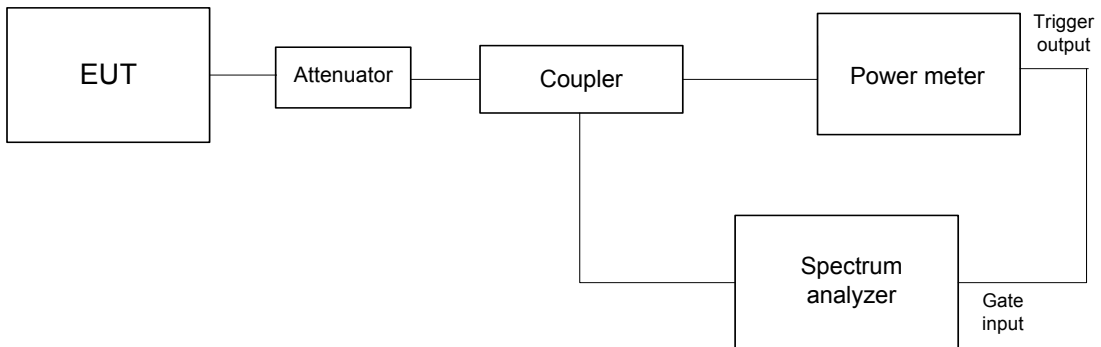 EUT
Attenuator
Coupler
Power meter
Trigger
output
Spectrum
analyzer
Gate
input